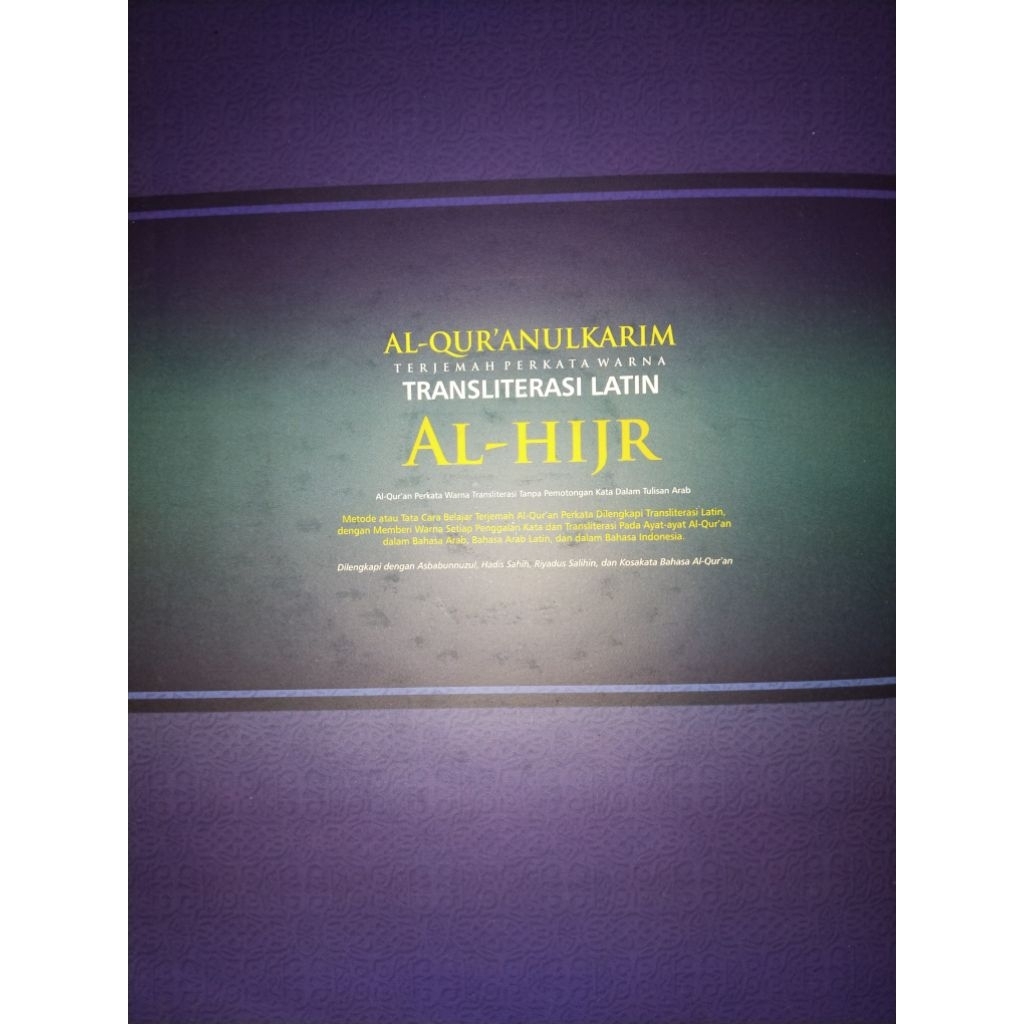 AL-QUR'ANULKARIM
TERJEMAH PERKATA WARNA
TRANSLITERASI LATIN
AL-HIJR
Al-Qur'an Perkata Warna Transliterasi Tanpa Pemotongan Kata Dalam Tulisan Arab
Metode atau Tata Cara Belajar Terjemah Al-Qur'an Perkata Dilengkapi Transliterasi Latin,
dengan Memberi Warna Setiap Penggalan Kata dan Transliterasi Pada Ayat-ayat Al-Qur'an
dalam Bahasa Arab, Bahasa Arab Latin, dan dalam Bahasa Indonesia.
Dilengkapi dengan Asbabunnuzul, Hadis Sahih, Riyadus Salihin, dan Kosakata Bahasa Al-Qur'an